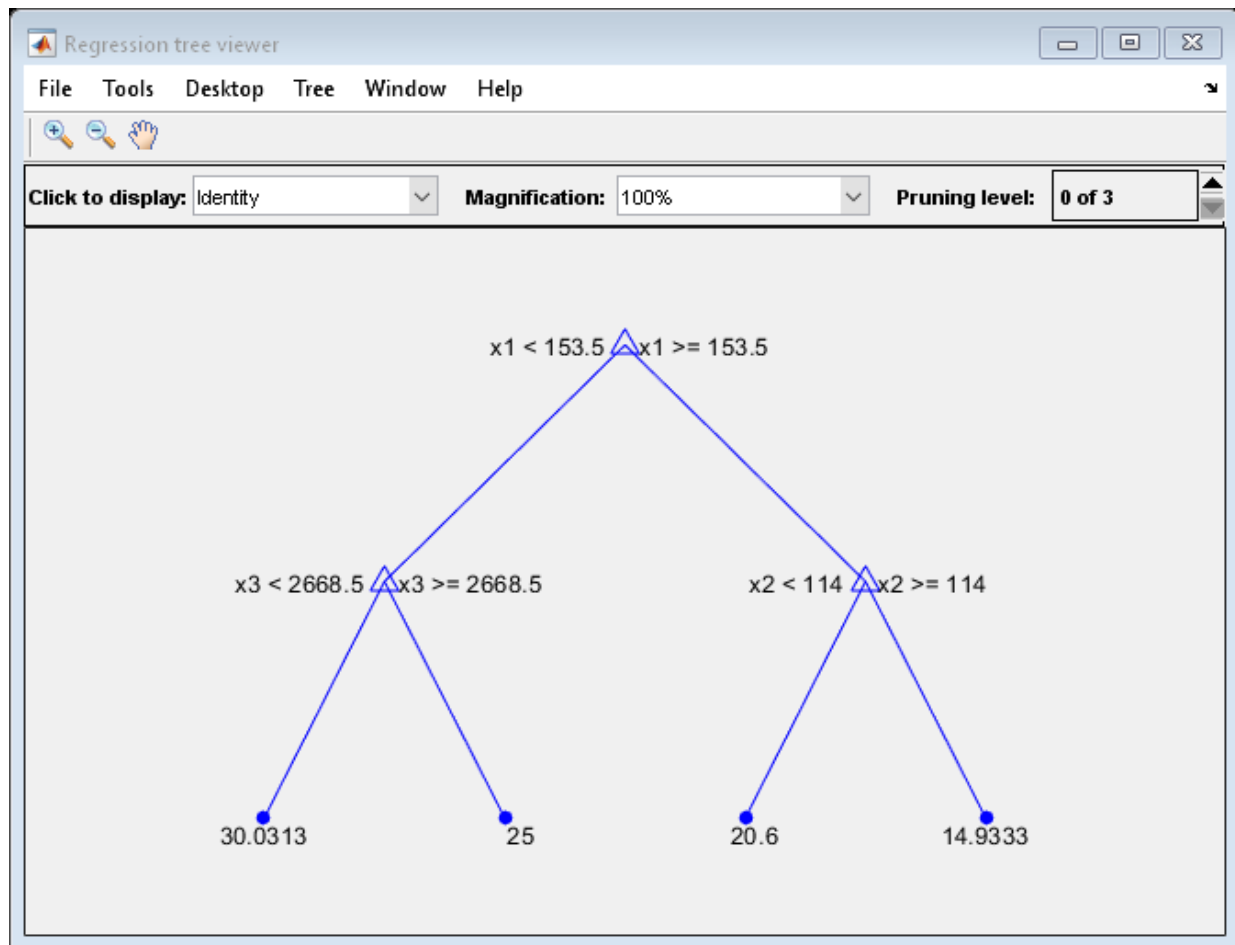 Regression tree viewer
File Tools Desktop Tree Window Help
Click to display: Identity Magnification: 100% Pruning level: 0 of 3
x1 < 153.5 x1 >= 153.5
x3 < 2668.5 x3 >= 2668.5 x2 < 114 x2 >= 114
30.0313 25 20.6 14.9333